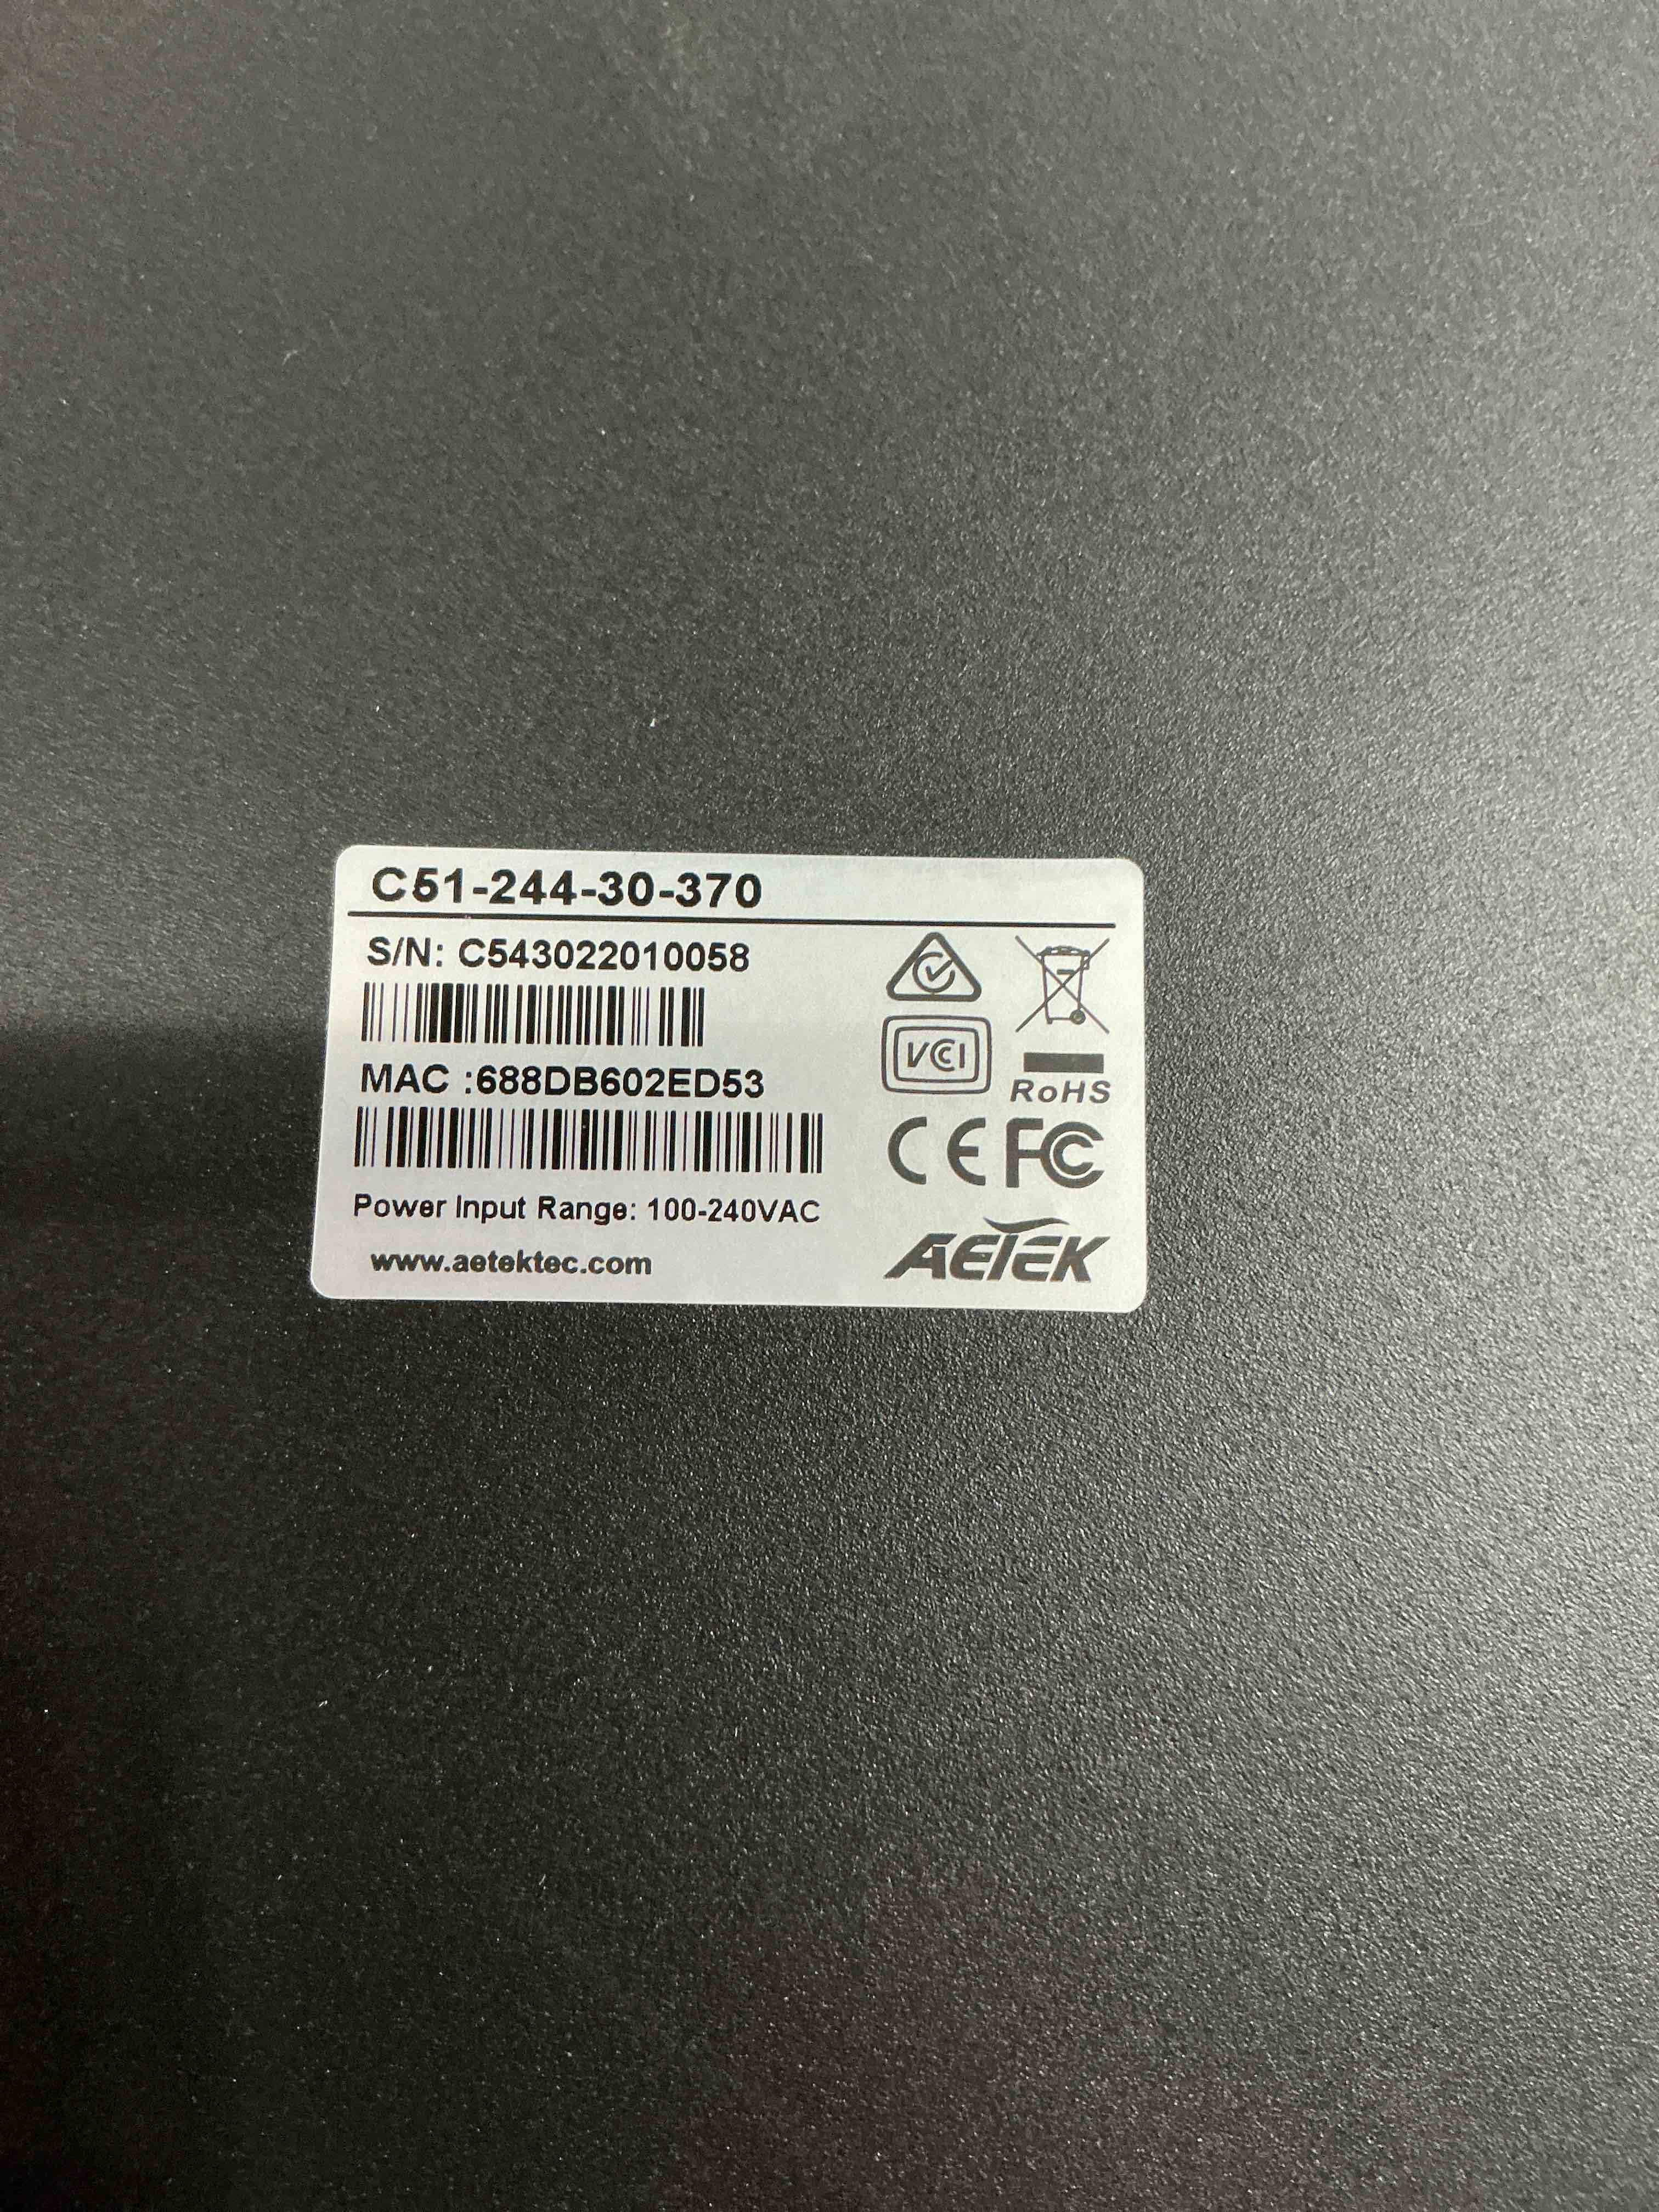 C51-244-30-370
S/N: C543022010058
MAC :688DB602ED53
Power Input Range: 100-240VAC
www.aetektec.com
VCCI
RoHS
CE FC
AETEK